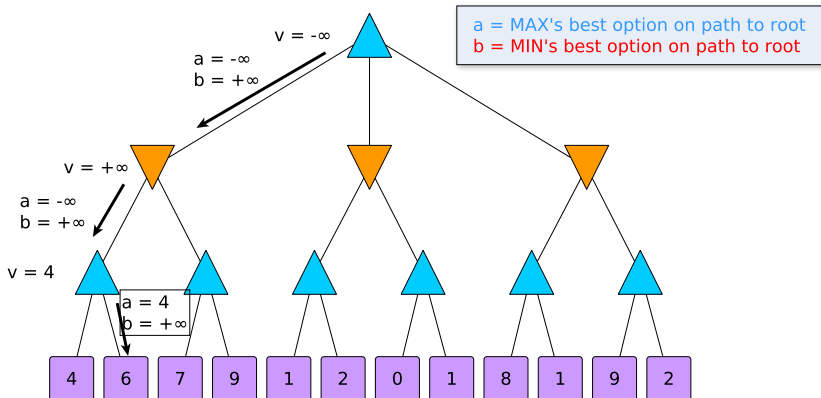 v = -∞
a = MAX's best option on path to root
b = MIN's best option on path to root
a = -∞
b = +∞
v = +∞
a = -∞
b = +∞
v = 4
a = 4
b = +∞
4 6 7 9 1 2 0 1 8 1 9 2